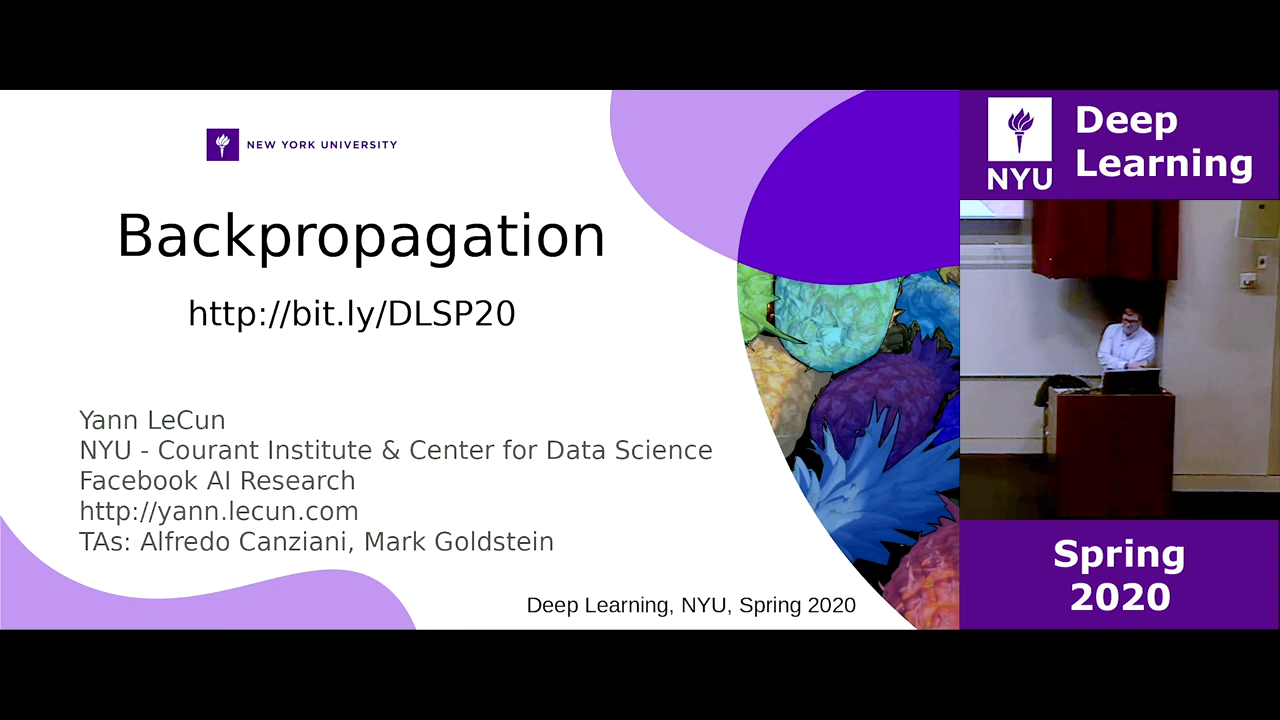 NEW YORK UNIVERSITY
Backpropagation
http://bit.ly/DLSP20
Yann LeCun
NYU - Courant Institute & Center for Data Science
Facebook AI Research
http://yann.lecun.com
TAs: Alfredo Canziani, Mark Goldstein
Deep Learning, NYU, Spring 2020
NYU
Deep
Learning
Spring
2020